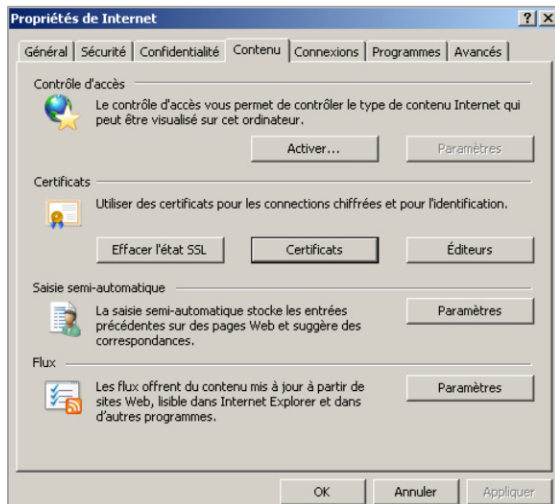 Propriétés de Internet
Général Sécurité Confidentialité Contenu Connexions Programmes Avancés
Contrôle d'accès
Le contrôle d'accès vous permet de contrôler le type de contenu Internet qui
peut être visualisé sur cet ordinateur.
Activer... Paramètres
Certificats
Utiliser des certificats pour les connections chiffrées et pour l'identification.
Effacer l'état SSL Certificats Éditeurs
Saisie semi-automatique
La saisie semi-automatique stocke les entrées
précédentes sur des pages Web et suggère des
correspondances.
Paramètres
Flux
Les flux offrent du contenu mis à jour à partir de
sites Web, lisible dans Internet Explorer et dans
d'autres programmes.
Paramètres
OK Annuler Appliquer